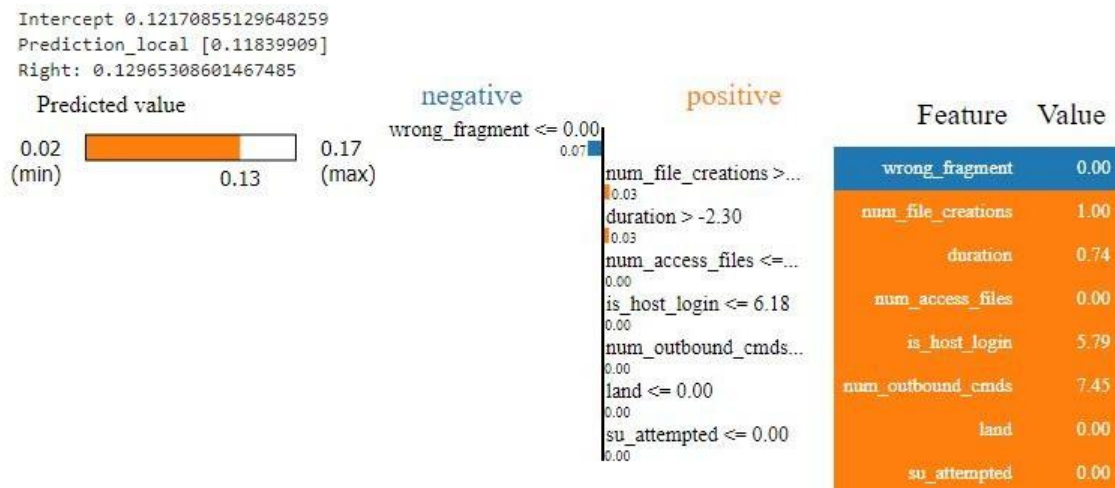 Intercept 0.12170855129648259
Prediction_local [0.11839909]
Right: 0.12965308601467485
Predicted value
0.02
(min)
0.17
(max)
0.13
negative
positive
wrong_fragment <= 0.00
0.07
num_file_creations >...
0.03
duration > -2.30
0.03
num_access_files <=...
0.00
is_host_login <= 6.18
0.00
num_outbound_cmds...
0.00
land <= 0.00
0.00
su_attempted <= 0.00
0.00
Feature Value
wrong_fragment 0.00
num_file_creations 1.00
duration 0.74
num_access_files 0.00
is_host_login 5.79
num_outbound_cmds 7.45
land 0.00
su_attempted 0.00